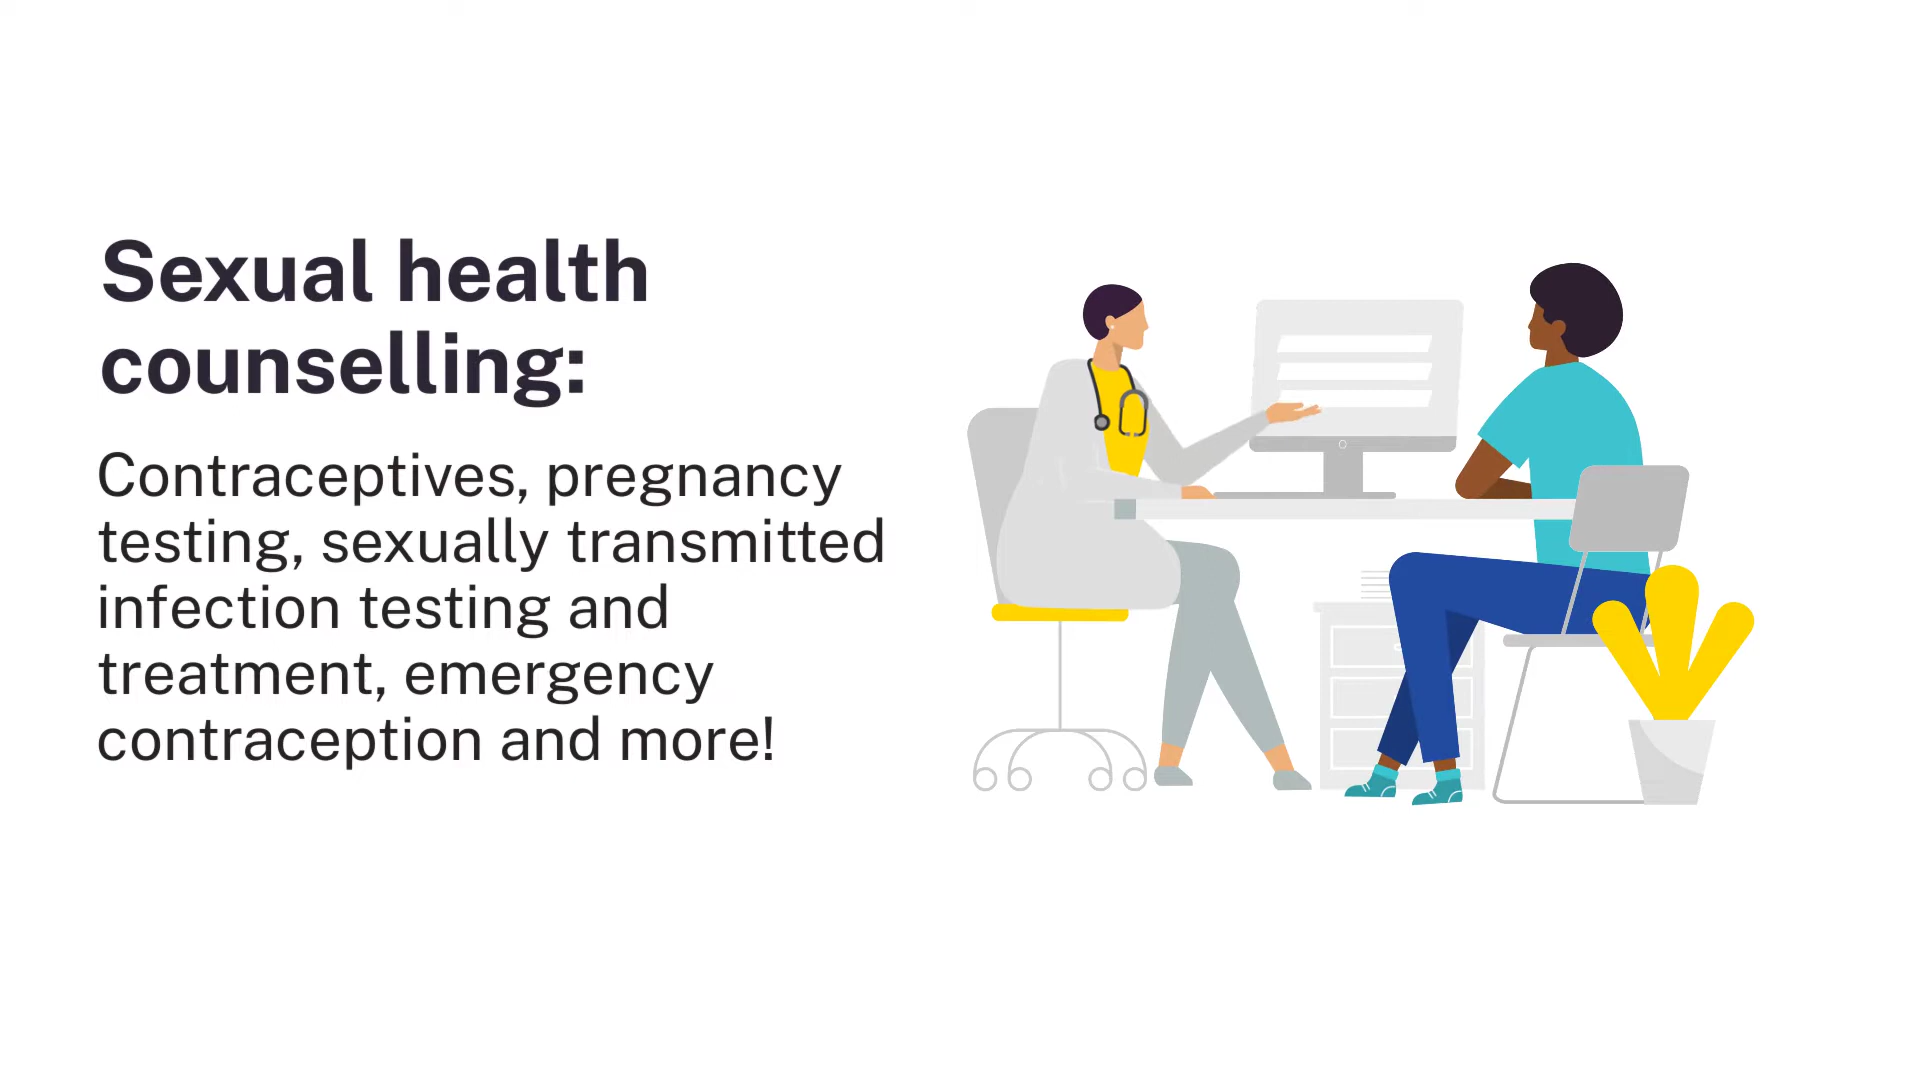 Sexual health
counselling:
Contraceptives, pregnancy
testing, sexually transmitted
infection testing and
treatment, emergency
contraception and more!